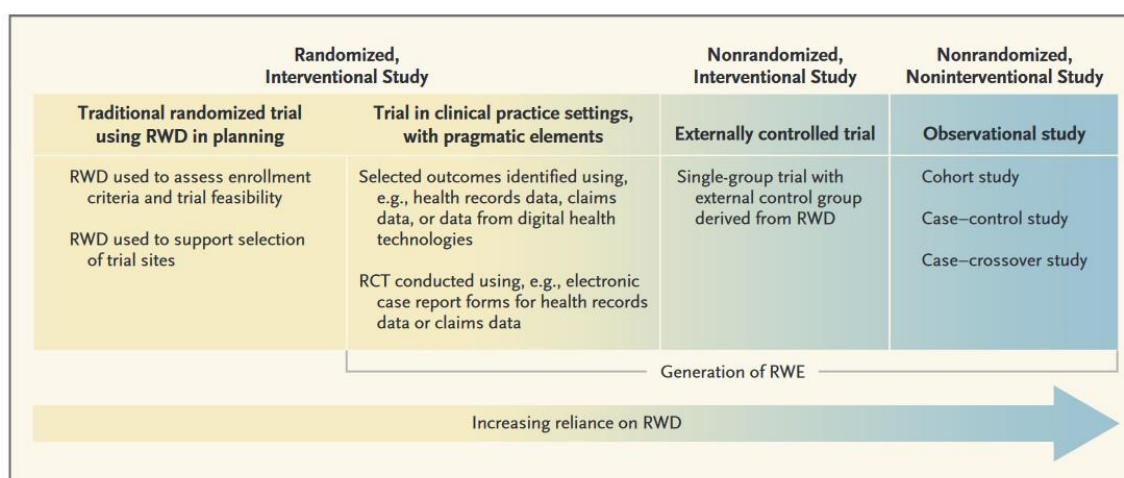 Randomized,
Interventional Study
Nonrandomized,
Interventional Study
Nonrandomized,
Noninterventional Study
Traditional randomized trial
using RWD in planning
Trial in clinical practice settings,
with pragmatic elements
Externally controlled trial
Observational study
RWD used to assess enrollment
criteria and trial feasibility
RWD used to support selection
of trial sites
Selected outcomes identified using,
e.g., health records data, claims
data, or data from digital health
technologies
RCT conducted using, e.g., electronic
case report forms for health records
data or claims data
Single-group trial with
external control group
derived from RWD
Cohort study
Case–control study
Case–crossover study
Generation of RWE
Increasing reliance on RWD